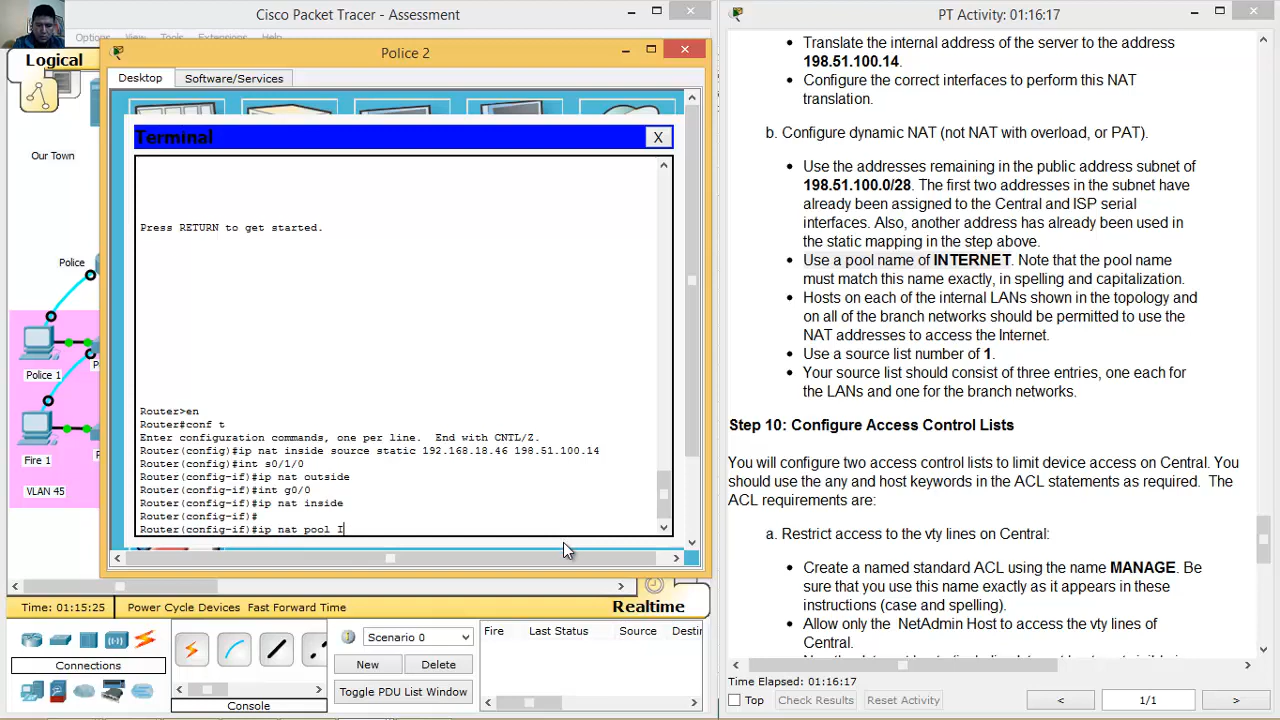 Cisco Packet Tracer - Assessment
Options View Tools Extensions Help
Logical
Our Town
Police
Police 1
Fire 1
VLAN 45
Police 2
Desktop
Software/Services
Terminal
X
Press RETURN to get started.
Router>en
Router#conf t
Enter configuration commands, one per line. End with CNTL/Z.
Router(config)#ip nat inside source static 192.168.18.46 198.51.100.14
Router(config)#int s0/1/0
Router(config-if)#ip nat outside
Router(config-if)#int g0/0
Router(config-if)#ip nat inside
Router(config-if)#
Router(config-if)#ip nat pool I
Time: 01:15:25
Power Cycle Devices Fast Forward Time
Realtime
Connections
Console
Scenario 0
New
Delete
Toggle PDU List Window
Fire
Last Status
Source
PT Activity: 01:16:17
• Translate the internal address of the server to the address
198.51.100.14.
• Configure the correct interfaces to perform this NAT
translation.
b. Configure dynamic NAT (not NAT with overload, or PAT).
• Use the addresses remaining in the public address subnet of
198.51.100.0/28. The first two addresses in the subnet have
already been assigned to the Central and ISP serial
interfaces. Also, another address has already been used in
the static mapping in the step above.
• Use a pool name of INTERNET. Note that the pool name
must match this name exactly, in spelling and capitalization.
• Hosts on each of the internal LANs shown in the topology and
on all of the branch networks should be permitted to use the
NAT addresses to access the Internet.
• Use a source list number of 1.
• Your source list should consist of three entries, one each for
the LANs and one for the branch networks.
Step 10: Configure Access Control Lists
You will configure two access control lists to limit device access on Central. You
should use the any and host keywords in the ACL statements as required. The
ACL requirements are:
a. Restrict access to the vty lines on Central:
• Create a named standard ACL using the name MANAGE. Be
sure that you use this name exactly as it appears in these
instructions (case and spelling).
• Allow only the NetAdmin Host to access the vty lines of
Central.
Time Elapsed: 01:16:17
Top
Check Results
Reset Activity
<
1/1
>